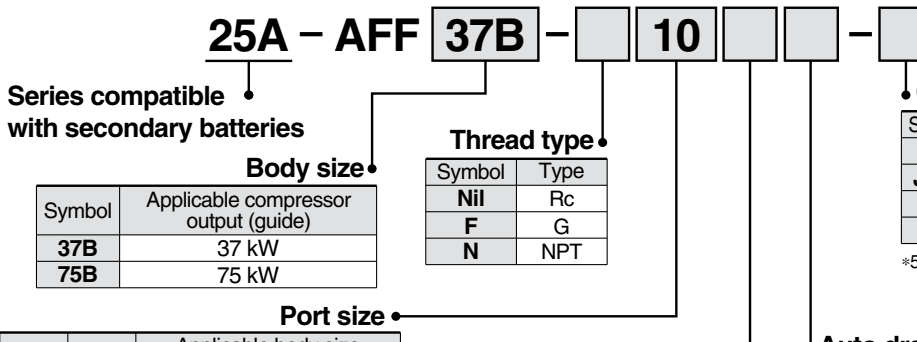 25A – AFF 37B – 10 –
Series compatible
with secondary batteries
Body size
Symbol Applicable compressor output (guide)
37B 37 kW
75B 75 kW
Thread type
Symbol Type
Nil Rc
F G
N NPT
*5
Port size
Applicable body size
Auto